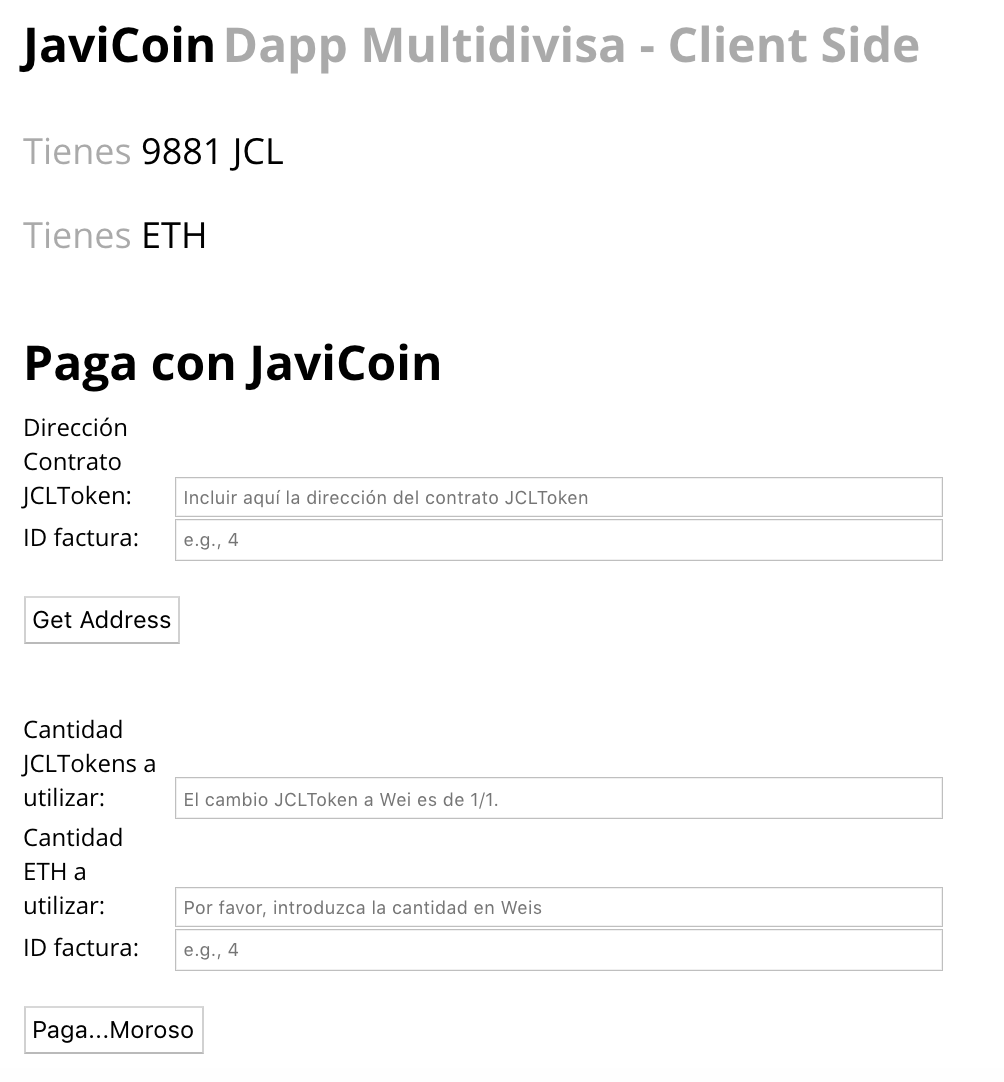 JaviCoin Dapp Multidivisa - Client Side
Tienes 9881 JCL
Tienes ETH
Paga con JaviCoin
Dirección
Contrato
JCLToken: Incluir aquí la dirección del contrato JCLToken
ID factura: e.g., 4
Get Address
Cantidad
JCLTokens a
utilizar: El cambio JCLToken a Wei es de 1/1.
Cantidad
ETH a
utilizar: Por favor, introduzca la cantidad en Weis
ID factura: e.g., 4
Paga...Moroso